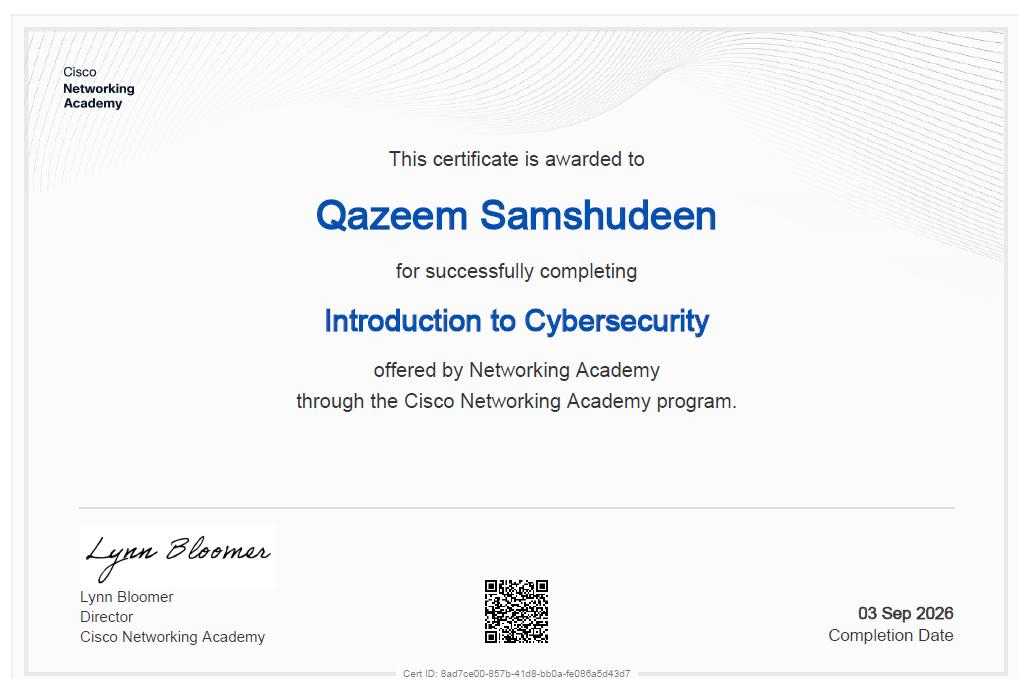 Cisco
Networking
Academy
This certificate is awarded to
Qazeem Samshudeen
for successfully completing
Introduction to Cybersecurity
offered by Networking Academy
through the Cisco Networking Academy program.
Lynn Bloomer
Lynn Bloomer
Director
Cisco Networking Academy
03 Sep 2026
Completion Date
Cert ID: 8ad7ce00-857b-41d8-bb0a-fe086a5d43d7